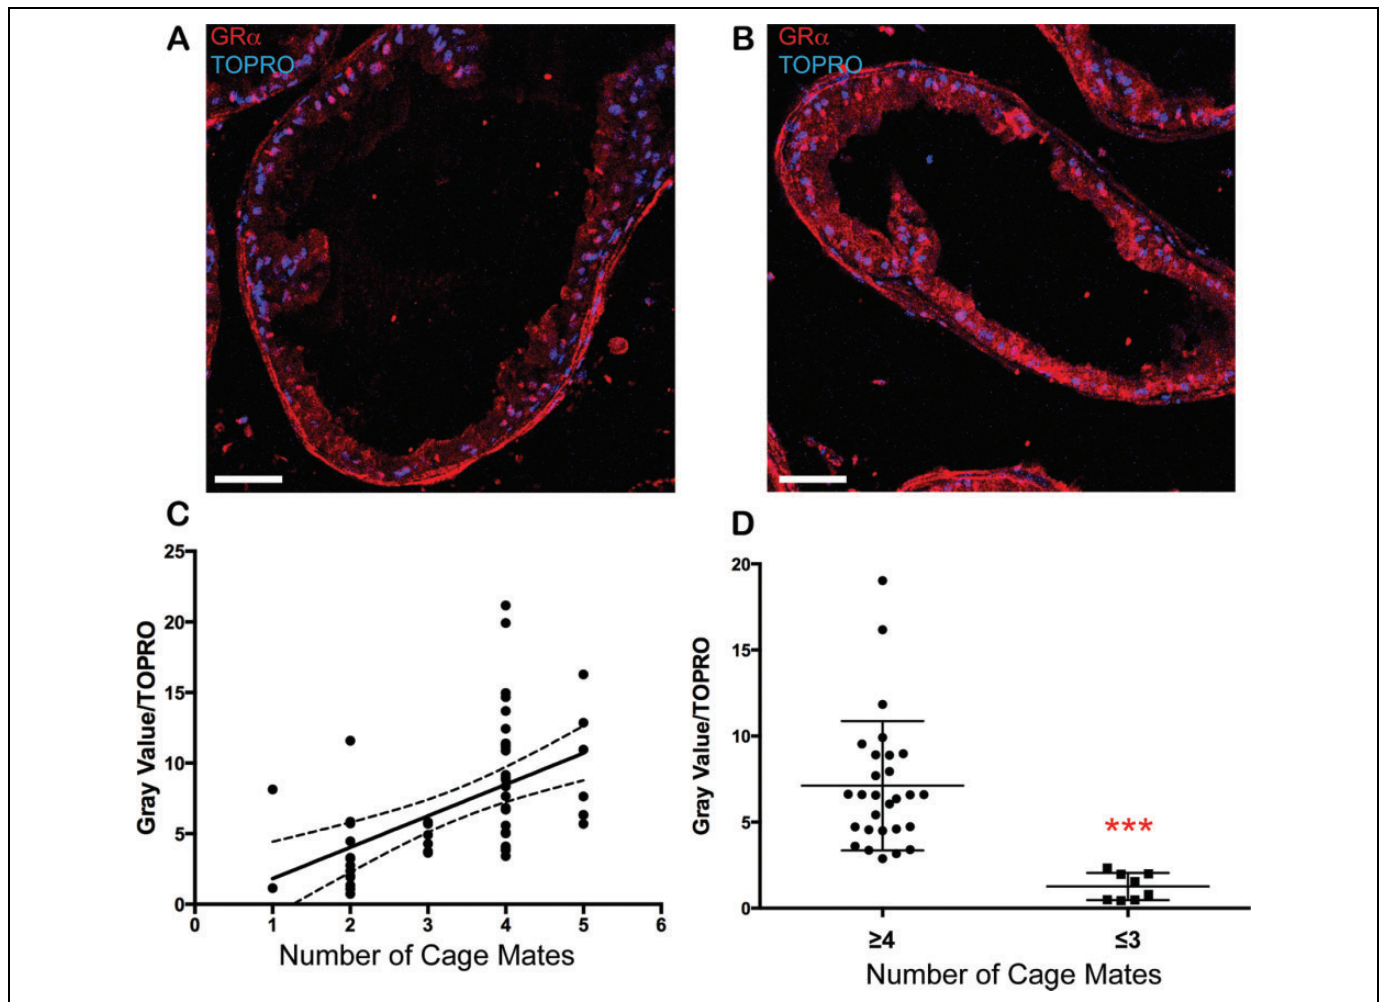 A
GRα
TOPRO
B
GRα
TOPRO
C
25
20
15
10
5
0
0
1
2
3
4
5
6
Gray Value/TOPRO
Number of Cage Mates
D
20
15
10
5
0
***
≥4
≤3
Gray Value/TOPRO
Number of Cage Mates